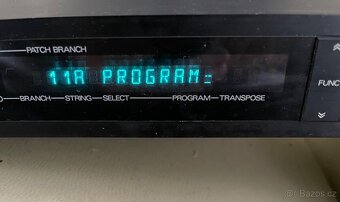 PATCH BRANCH
11A PROGRAM=
BRANCH STRING SELECT PROGRAM TRANSPOSE
FUNC
© bazos.cz